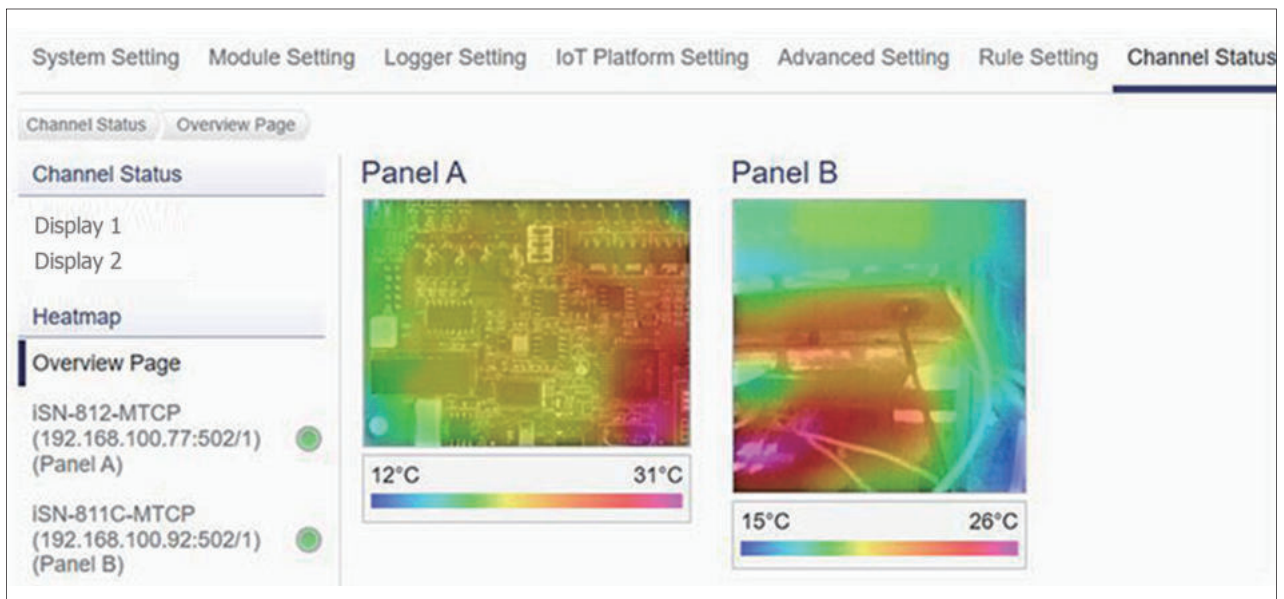 System Setting Module Setting Logger Setting IoT Platform Setting Advanced Setting Rule Setting Channel Status
Channel Status Overview Page
Channel Status
Display 1
Display 2
Heatmap
Overview Page
iSN-812-MTCP
(192.168.100.77:502/1)
(Panel A)
iSN-811C-MTCP
(192.168.100.92:502/1)
(Panel B)
Panel A
12°C 31°C
Panel B
15°C 26°C